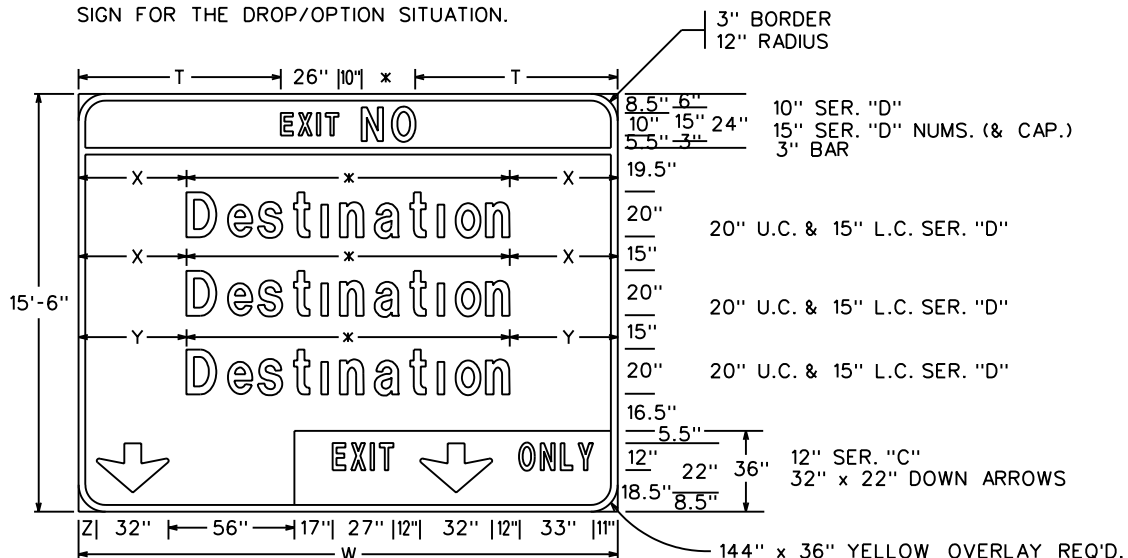 SIGN FOR THE DROP/OPTION SITUATION.
3" BORDER
12" RADIUS
T 26" 10" * T
EXIT NO
8.5" 6"
10" 15" 24"
5.5" 3"
10" SER. "D"
15" SER. "D" NUMS. (& CAP.)
3" BAR
19.5"
X * X
Destination
20" 20" U.C. & 15" L.C. SER. "D"
X * X
15"
Destination
20" 20" U.C. & 15" L.C. SER. "D"
15'-6"
Y * Y
15"
Destination
20" 20" U.C. & 15" L.C. SER. "D"
16.5"
5.5"
EXIT ONLY
12" 22" 36"
12" SER. "C"
32" x 22" DOWN ARROWS
18.5" 8.5"
Z 32" 56" 17" 27" 12" 32" 12" 33" 11"
W
144" x 36" YELLOW OVERLAY REQ'D.